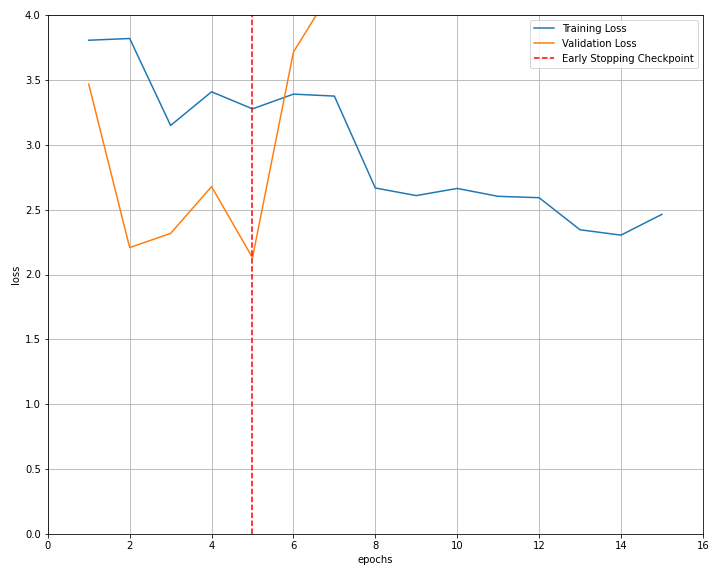 Training Loss
Validation Loss
Early Stopping Checkpoint
4.0
3.5
3.0
2.5
2.0
1.5
1.0
0.5
0.0
loss
0 2 4 6 8 10 12 14 16
epochs